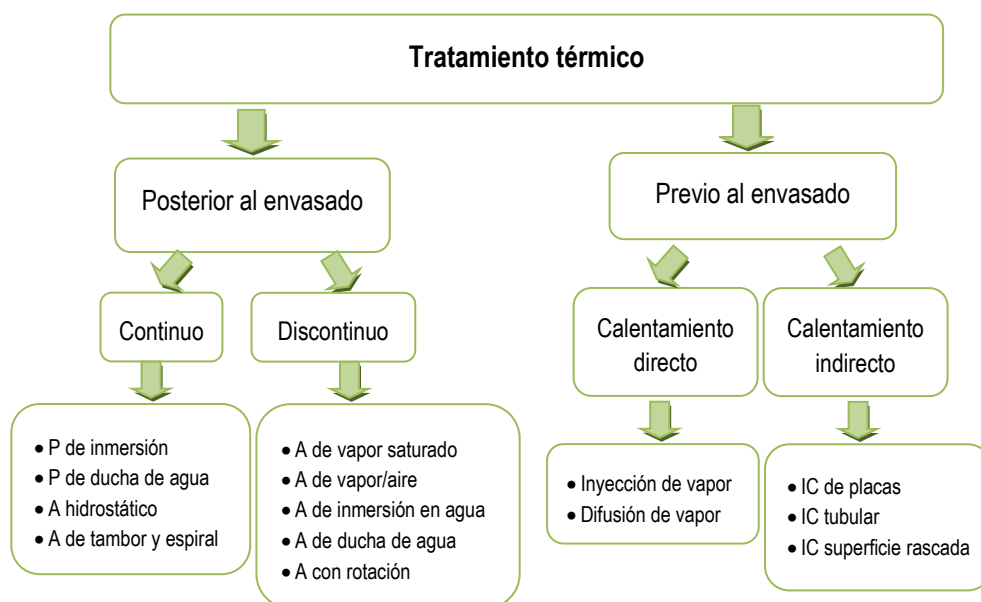 Tratamiento térmico
Posterior al envasado
Previo al envasado
Continuo
Discontinuo
Calentamiento
directo
Calentamiento
indirecto
• P de inmersión
• P de ducha de agua
• A hidrostático
• A de tambor y espiral
• A de vapor saturado
• A de vapor/aire
• A de inmersión en agua
• A de ducha de agua
• A con rotación
• Inyección de vapor
• Difusión de vapor
• IC de placas
• IC tubular
• IC superficie rascada